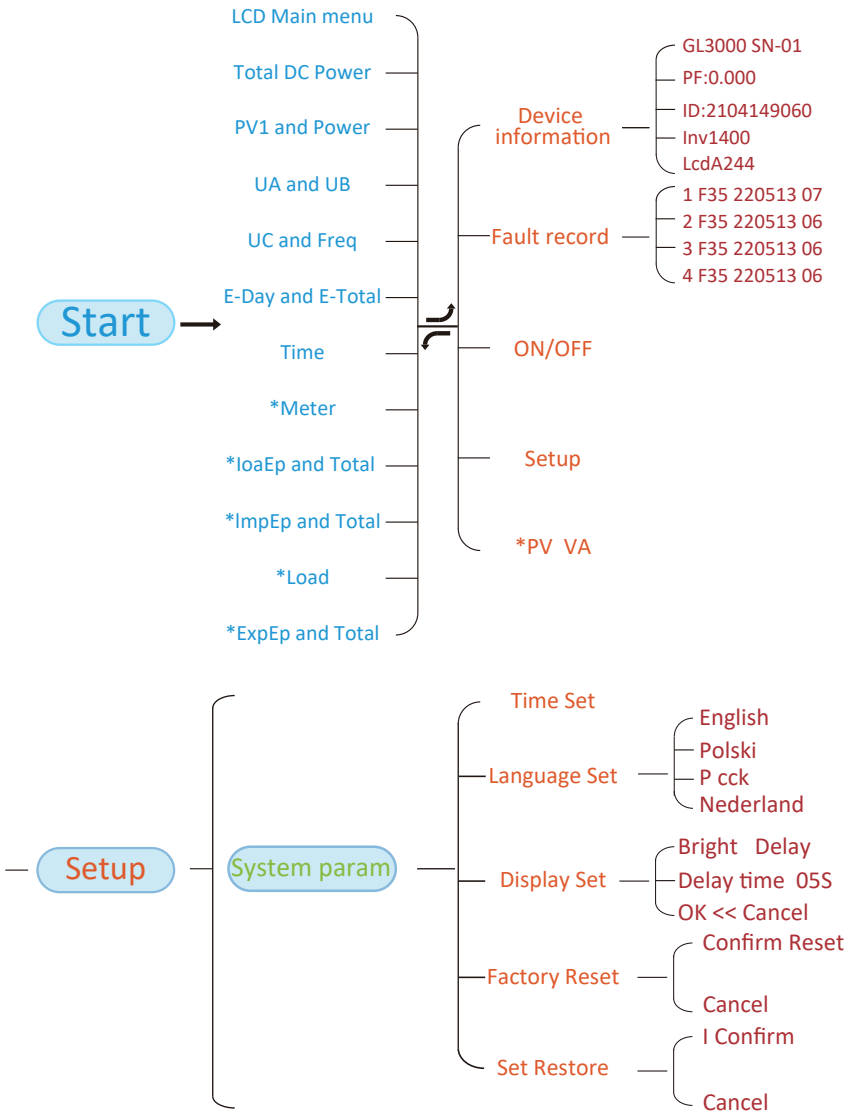 LCD Main menu
Total DC Power
PV1 and Power
UA and UB
UC and Freq
E-Day and E-Total
Time
*Meter
*IoaEp and Total
*ImpEp and Total
*Load
*ExpEp and Total
Start
Device
information
Fault record
ON/OFF
Setup
*PV VA
GL3000 SN-01
PF:0.000
ID:2104149060
Inv1400
LcdA244
1 F35 220513 07
2 F35 220513 06
3 F35 220513 06
4 F35 220513 06
Setup
System param
Time Set
Language Set
Display Set
Factory Reset
Set Restore
English
Polski
P cck
Nederland
Bright Delay
Delay time 05S
OK << Cancel
Confirm Reset
Cancel
I Confirm
Cancel